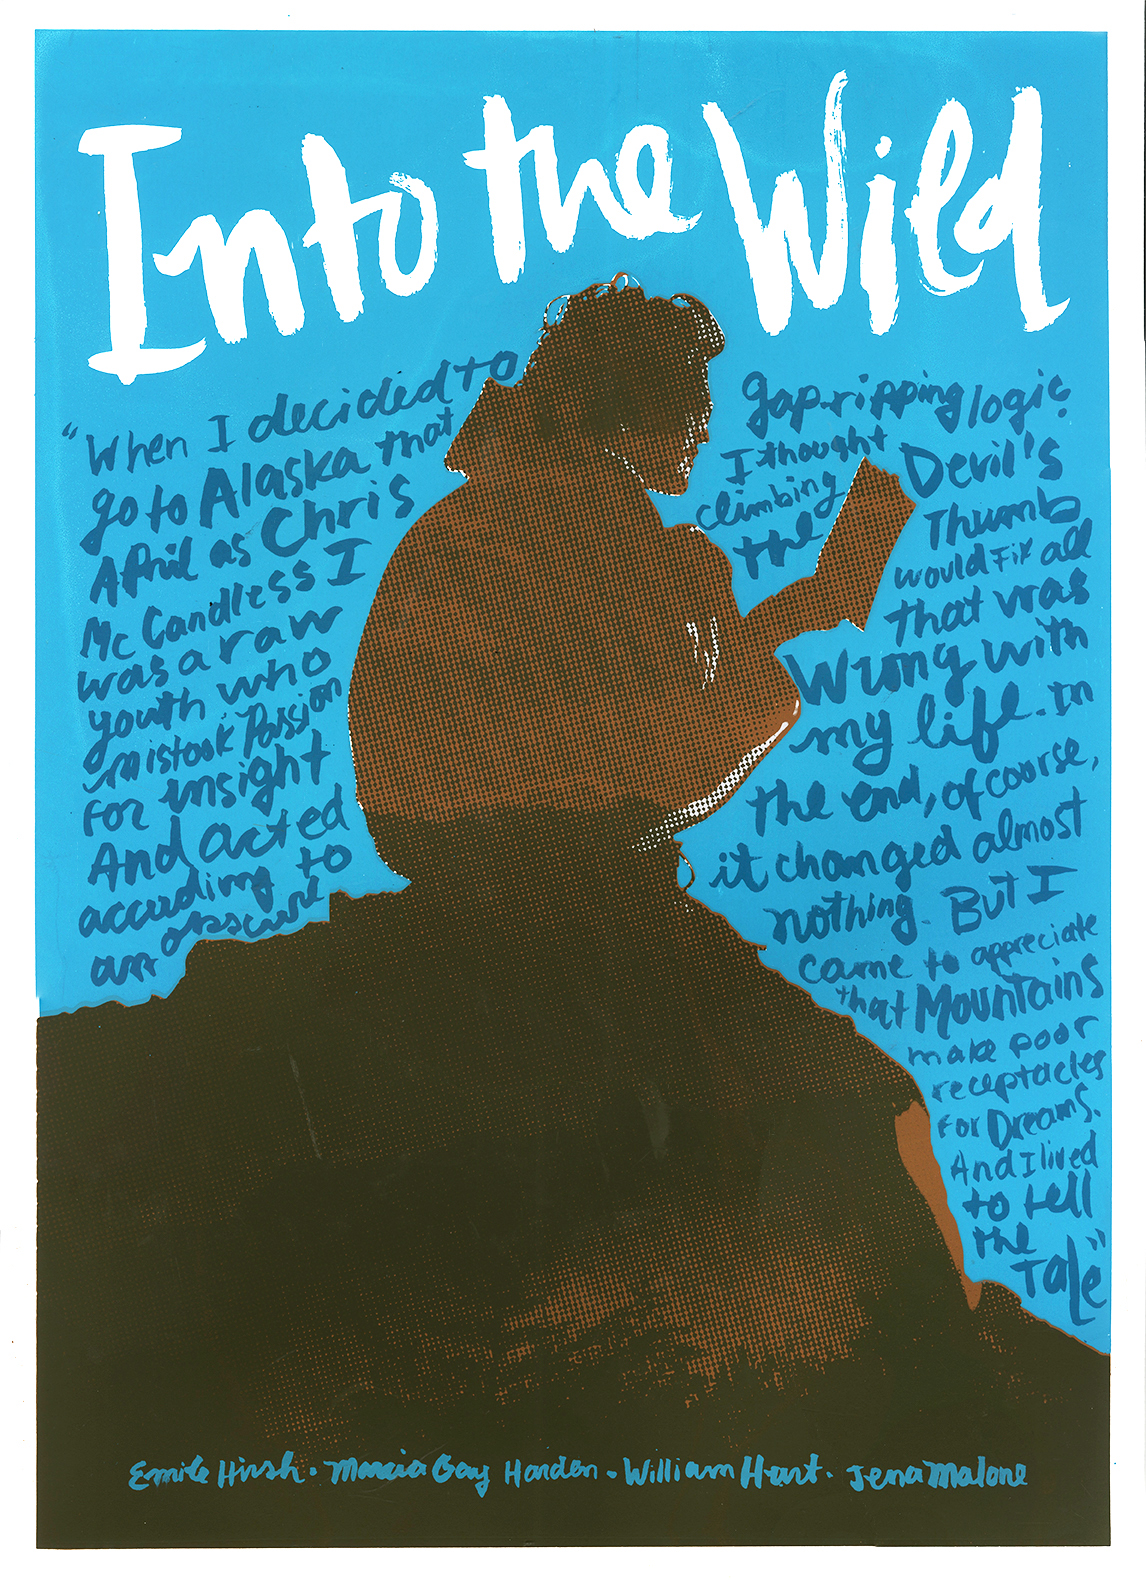 Into the Wild
"When I decided to
go to Alaska that
April as Chris
McCandless I
was a raw
youth who
mistook Passion
for insight
And acted
according to
an obscure
gap-ripping logic.
I thought
climbing
the Devil's
Thumb
would Fix all
that was
Wrong with
my life. In
the end, of course,
it changed almost
nothing. But I
came to appreciate
that Mountains
make poor
receptacles
for Dreams.
And I lived
to tell
the
Tale"
Emile Hirsh · Marcia Gay Harden · William Hurt · Jena Malone